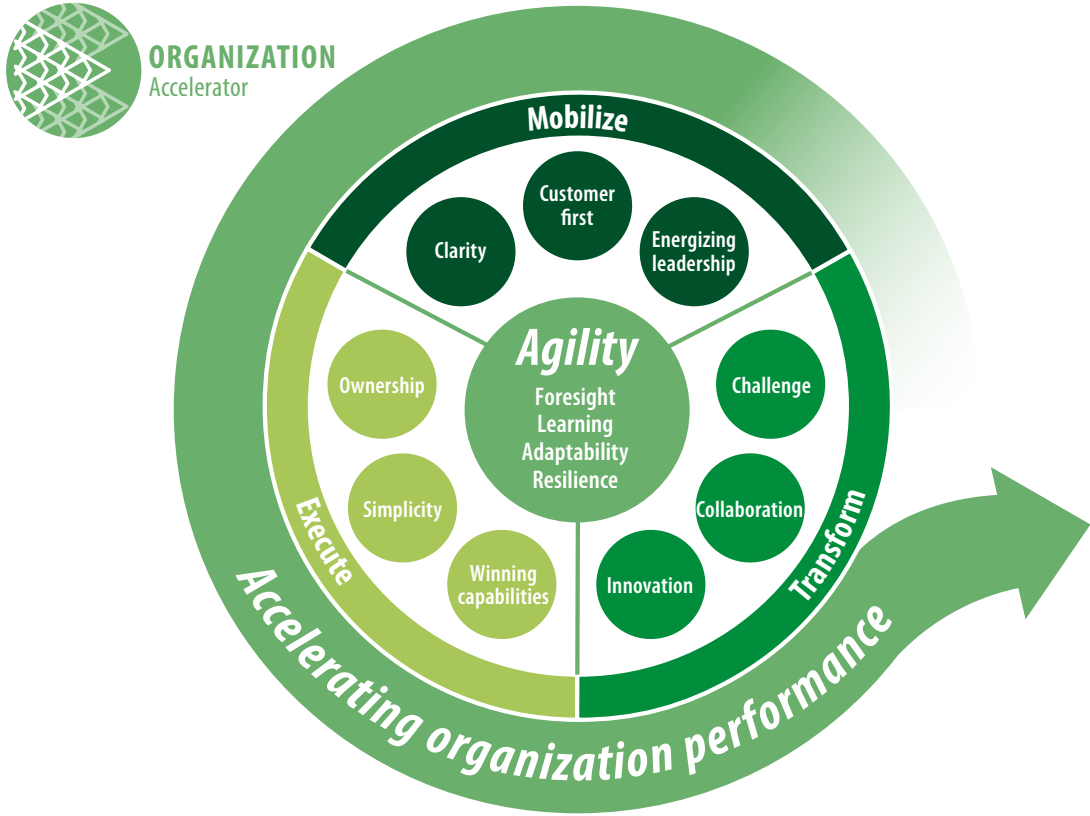 ORGANIZATION
Accelerator
Mobilize
Clarity
Customer
first
Energizing
leadership
Agility
Foresight
Learning
Adaptability
Resilience
Ownership
Simplicity
Winning
capabilities
Execute
Challenge
Collaboration
Innovation
Transform
Accelerating organization performance